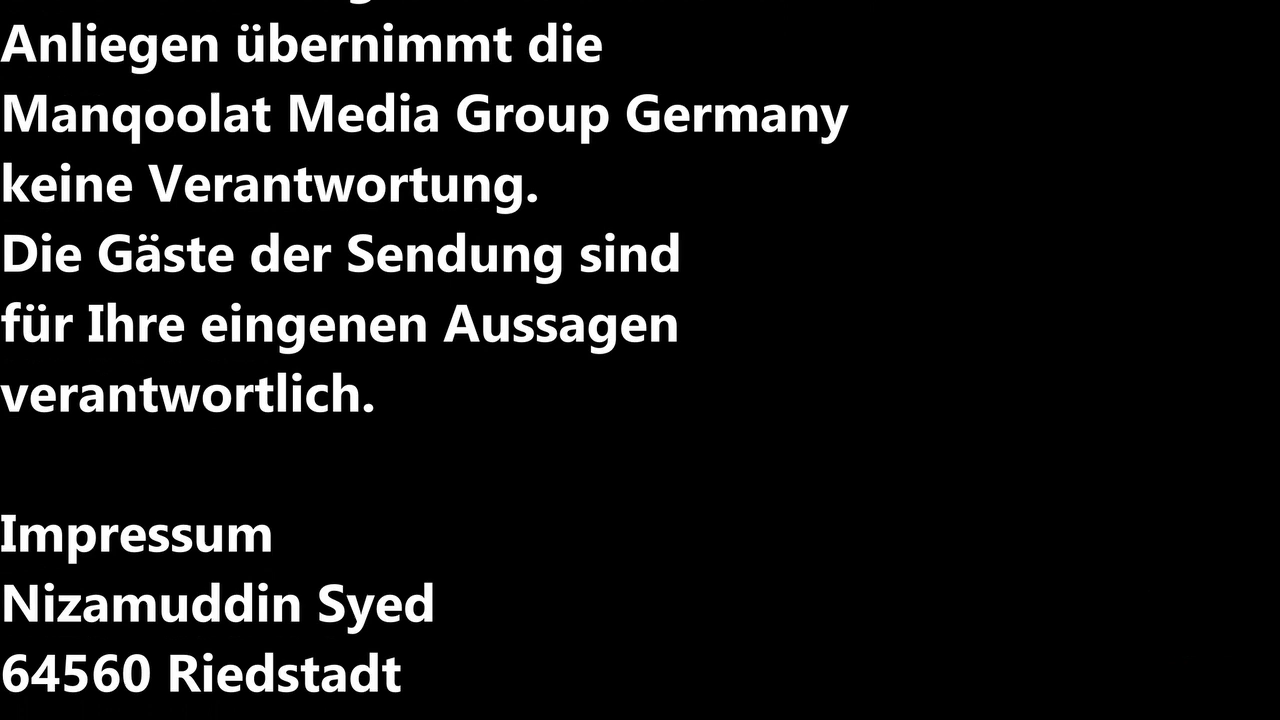 Anliegen übernimmt die
Manqoolat Media Group Germany
keine Verantwortung.
Die Gäste der Sendung sind
für Ihre eingenen Aussagen
verantwortlich.
Impressum
Nizamuddin Syed
64560 Riedstadt